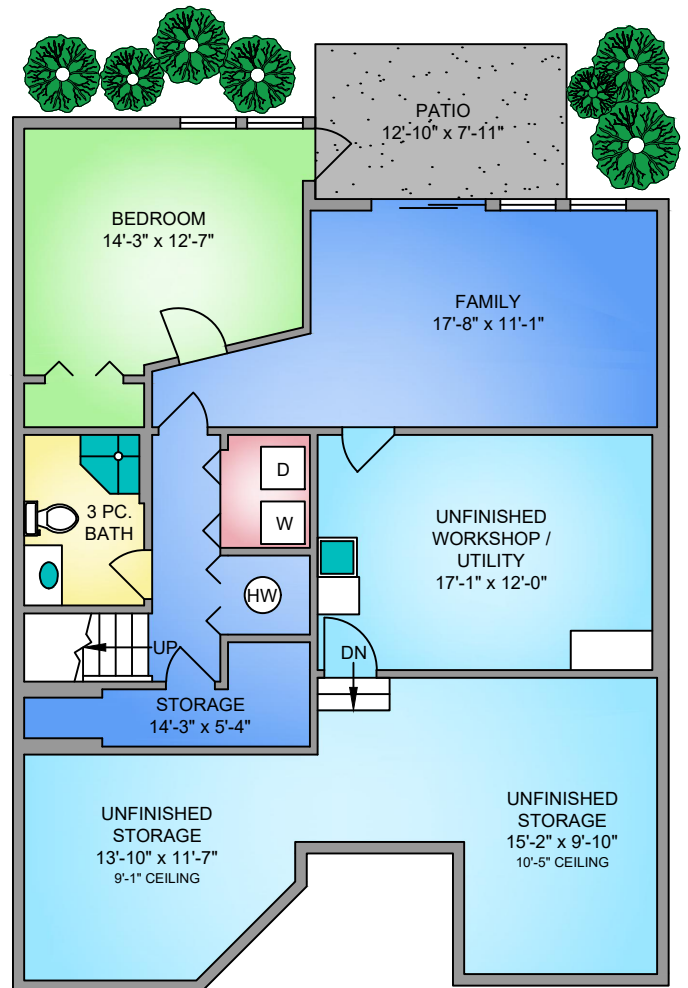 PATIO
12'-10" x 7'-11"
BEDROOM
14'-3" x 12'-7"
FAMILY
17'-8" x 11'-1"
D
W
3 PC.
BATH
UNFINISHED
WORKSHOP /
UTILITY
17'-1" x 12'-0"
HW
UP
DN
STORAGE
14'-3" x 5'-4"
UNFINISHED
STORAGE
13'-10" x 11'-7"
9'-1" CEILING
UNFINISHED
STORAGE
15'-2" x 9'-10"
10'-5" CEILING